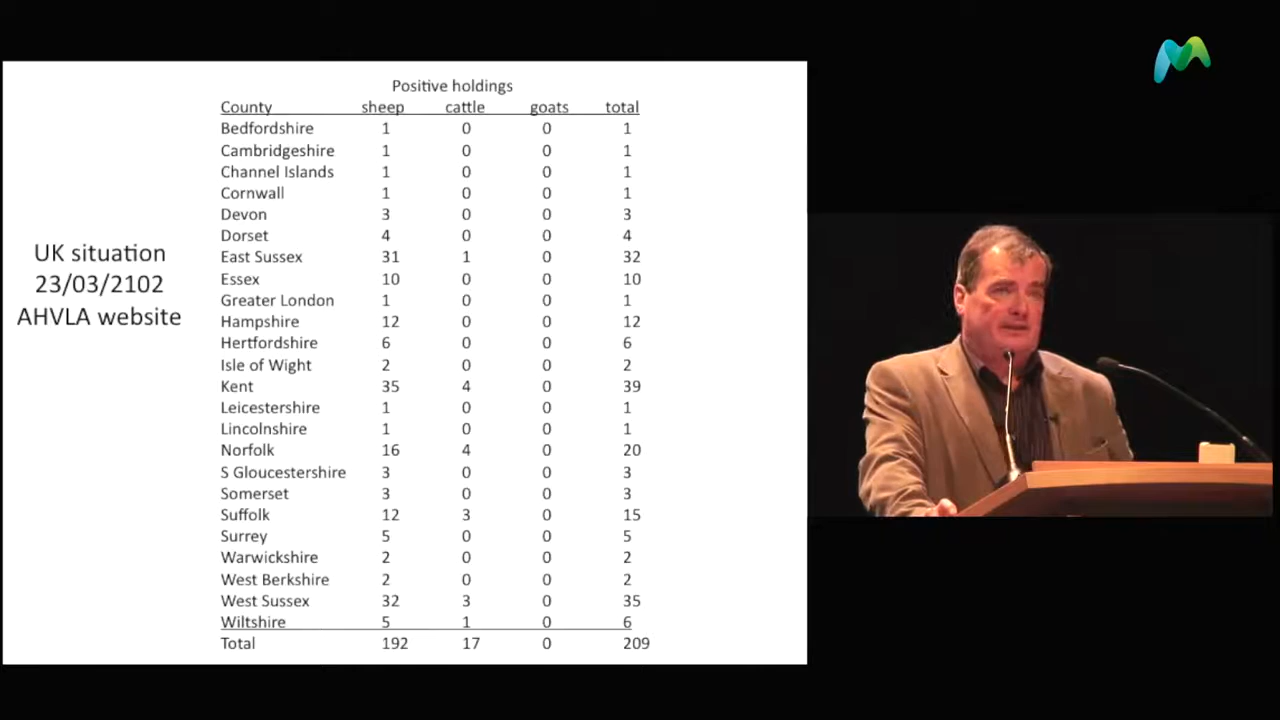 Positive holdings
County sheep cattle goats total
Bedfordshire 1 0 0 1
Cambridgeshire 1 0 0 1
Channel Islands 1 0 0 1
Cornwall 1 0 0 1
Devon 3 0 0 3
Dorset 4 0 0 4
East Sussex 31 1 0 32
Essex 10 0 0 10
Greater London 1 0 0 1
Hampshire 12 0 0 12
Hertfordshire 6 0 0 6
Isle of Wight 2 0 0 2
Kent 35 4 0 39
Leicestershire 1 0 0 1
Lincolnshire 1 0 0 1
Norfolk 16 4 0 20
S Gloucestershire 3 0 0 3
Somerset 3 0 0 3
Suffolk 12 3 0 15
Surrey 5 0 0 5
Warwickshire 2 0 0 2
West Berkshire 2 0 0 2
West Sussex 32 3 0 35
Wiltshire 5 1 0 6
Total 192 17 0 209
UK situation
23/03/2102
AHVLA website